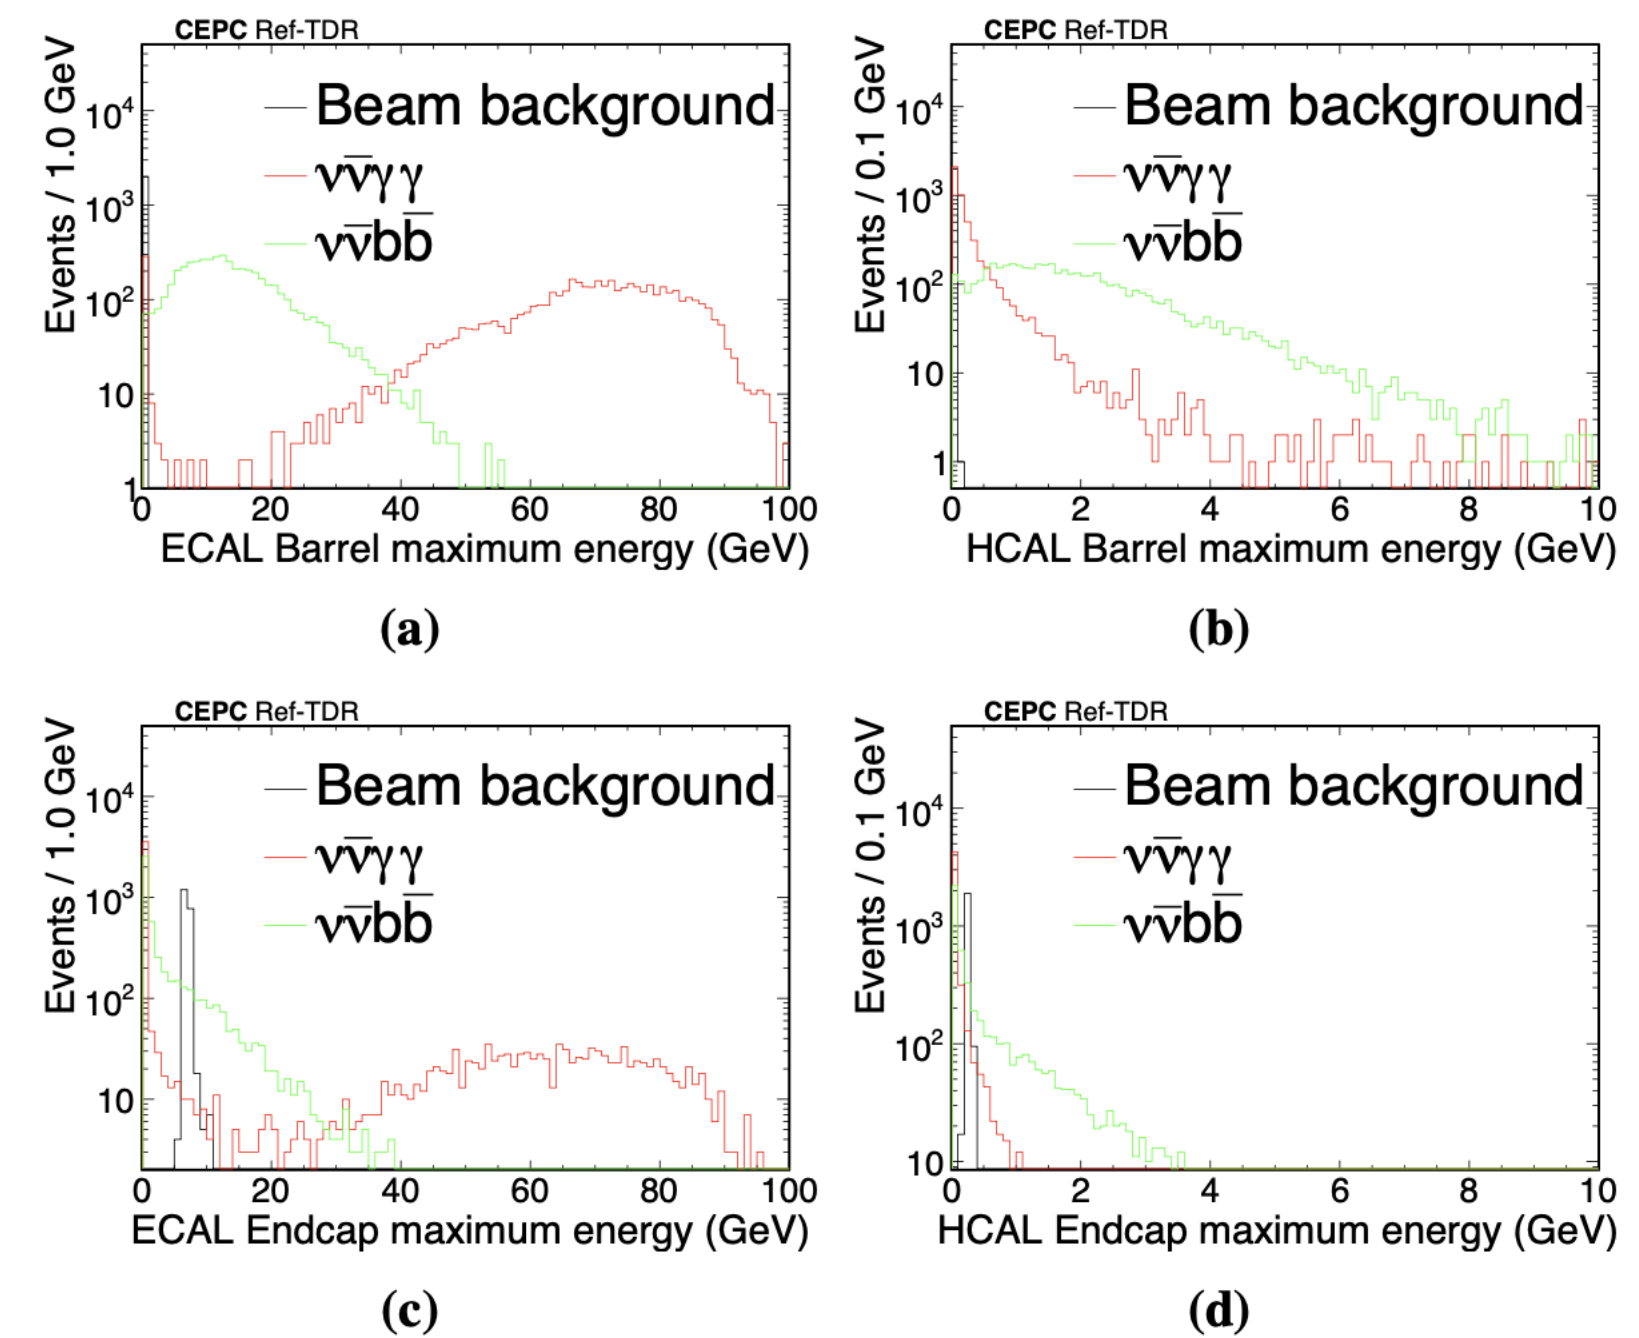 CEPC Ref-TDR
Events / 1.0 GeV
10⁴
10³
10²
10
1
Beam background
νν̅γγ
νν̅bb̅
0 20 40 60 80 100
ECAL Barrel maximum energy (GeV)
(a)
CEPC Ref-TDR
Events / 0.1 GeV
10⁴
10³
10²
10
1
Beam background
νν̅γγ
νν̅bb̅
0 2 4 6 8 10
HCAL Barrel maximum energy (GeV)
(b)
CEPC Ref-TDR
Events / 1.0 GeV
10⁴
10³
10²
10
Beam background
νν̅γγ
νν̅bb̅
0 20 40 60 80 100
ECAL Endcap maximum energy (GeV)
(c)
CEPC Ref-TDR
Events / 0.1 GeV
10⁴
10³
10²
10
Beam background
νν̅γγ
νν̅bb̅
0 2 4 6 8 10
HCAL Endcap maximum energy (GeV)
(d)